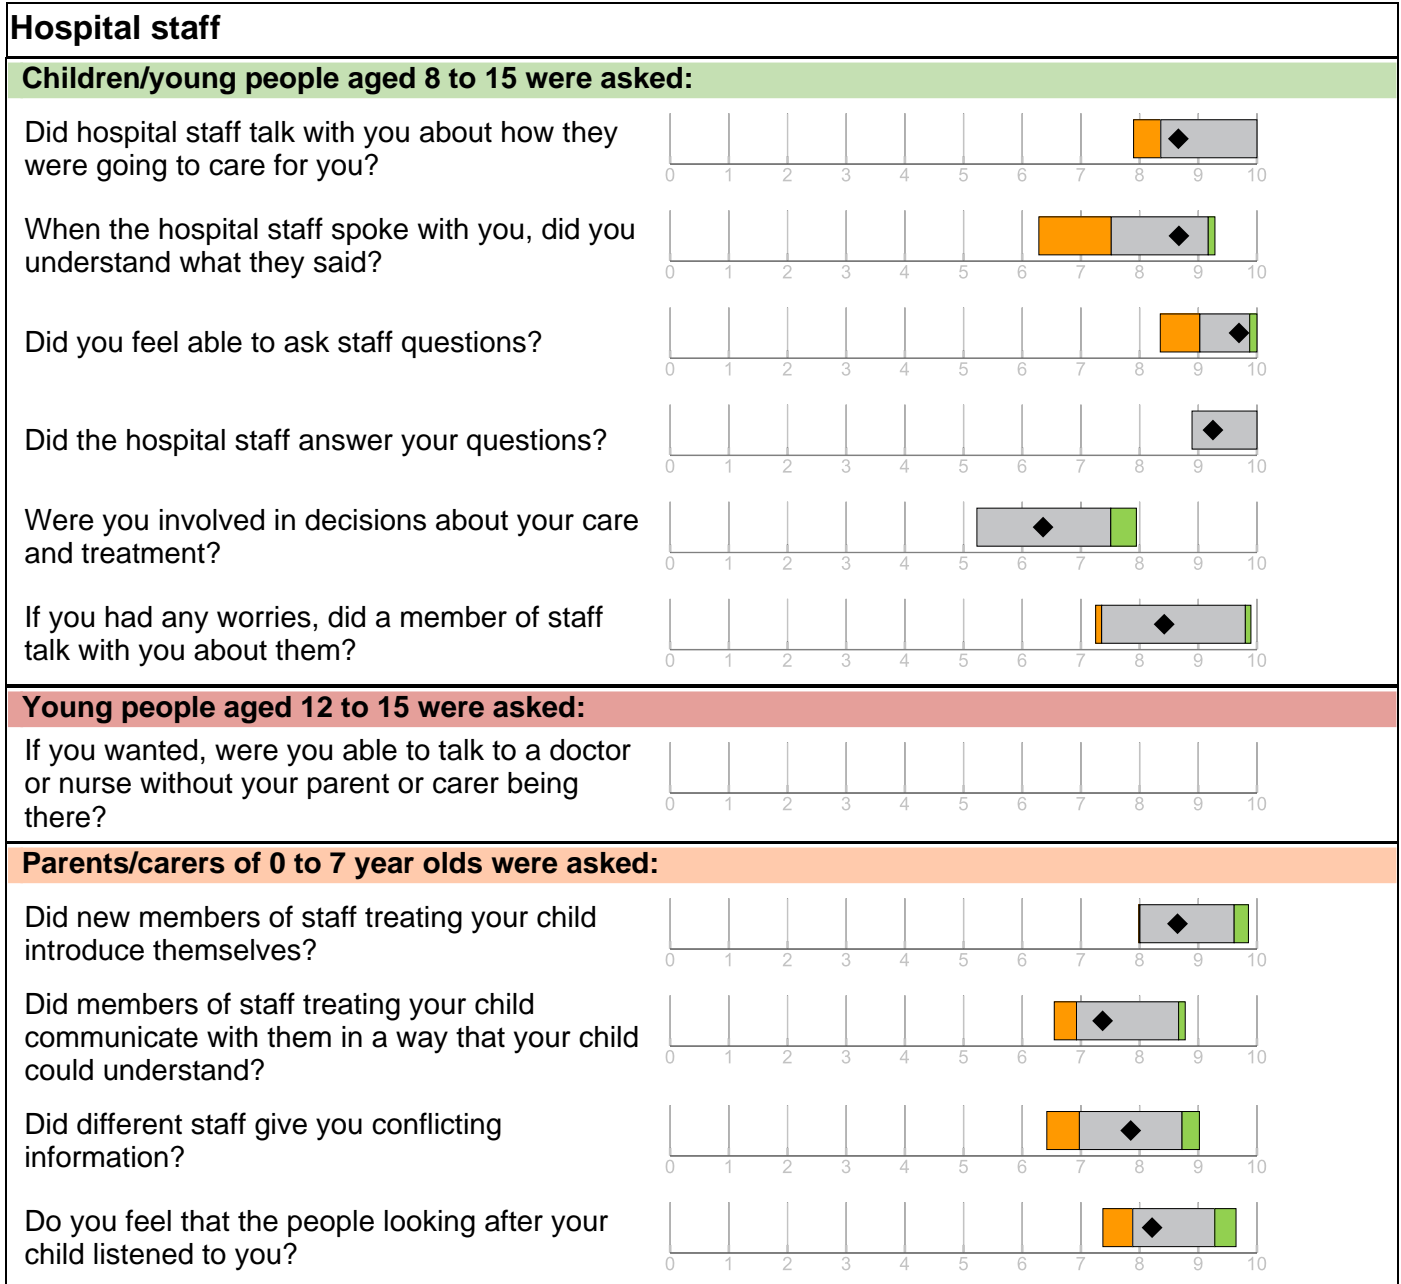 Hospital staff
Children/young people aged 8 to 15 were asked:
Did hospital staff talk with you about how they
were going to care for you?
0 1 2 3 4 5 6 7 8 9 10
When the hospital staff spoke with you, did you
understand what they said?
0 1 2 3 4 5 6 7 8 9 10
Did you feel able to ask staff questions?
0 1 2 3 4 5 6 7 8 9 10
Did the hospital staff answer your questions?
0 1 2 3 4 5 6 7 8 9 10
Were you involved in decisions about your care
and treatment?
0 1 2 3 4 5 6 7 8 9 10
If you had any worries, did a member of staff
talk with you about them?
0 1 2 3 4 5 6 7 8 9 10
Young people aged 12 to 15 were asked:
If you wanted, were you able to talk to a doctor
or nurse without your parent or carer being
there?
0 1 2 3 4 5 6 7 8 9 10
Parents/carers of 0 to 7 year olds were asked:
Did new members of staff treating your child
introduce themselves?
0 1 2 3 4 5 6 7 8 9 10
Did members of staff treating your child
communicate with them in a way that your child
could understand?
0 1 2 3 4 5 6 7 8 9 10
Did different staff give you conflicting
information?
0 1 2 3 4 5 6 7 8 9 10
Do you feel that the people looking after your
child listened to you?
0 1 2 3 4 5 6 7 8 9 10